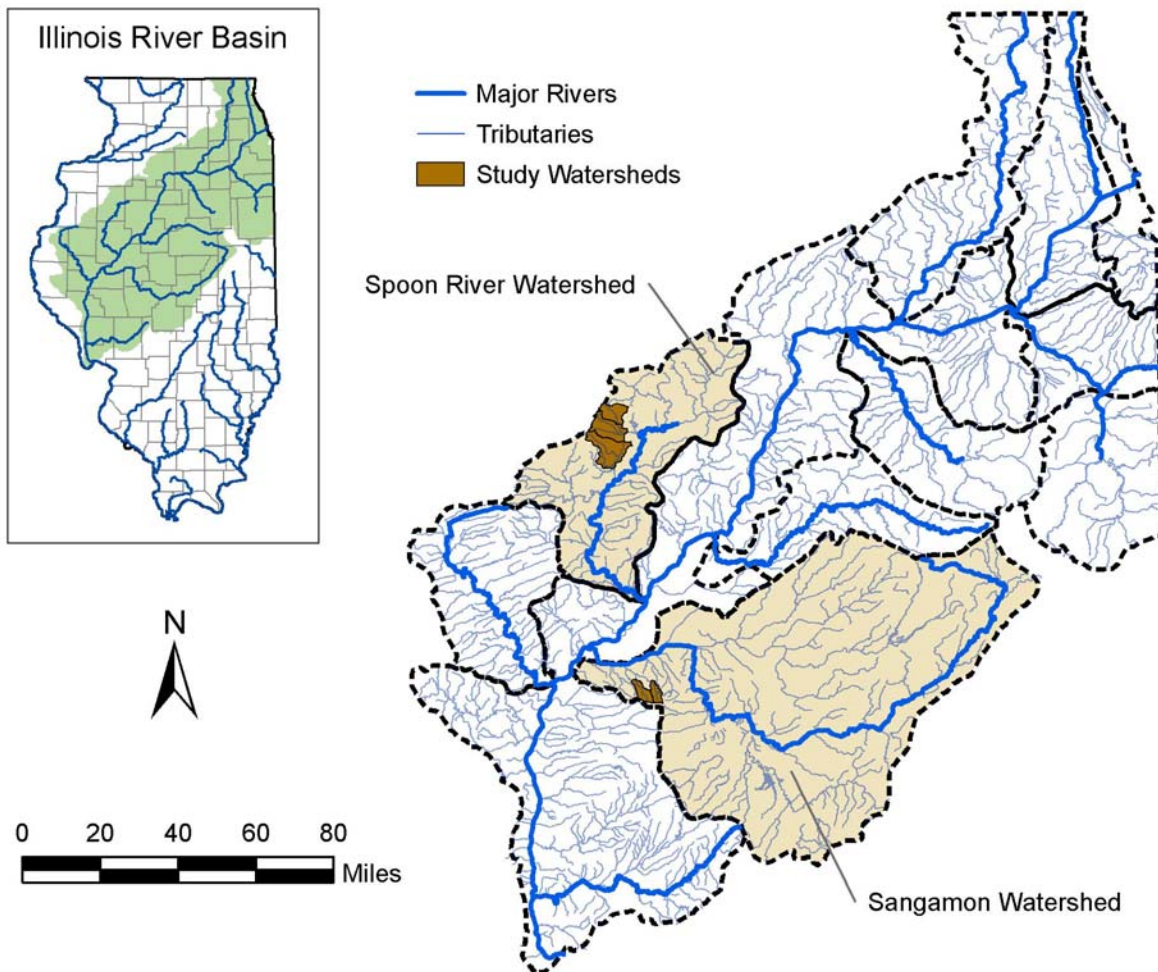 Illinois River Basin
Major Rivers
Tributaries
Study Watersheds
Spoon River Watershed
N
0 20 40 60 80
Miles
Sangamon Watershed